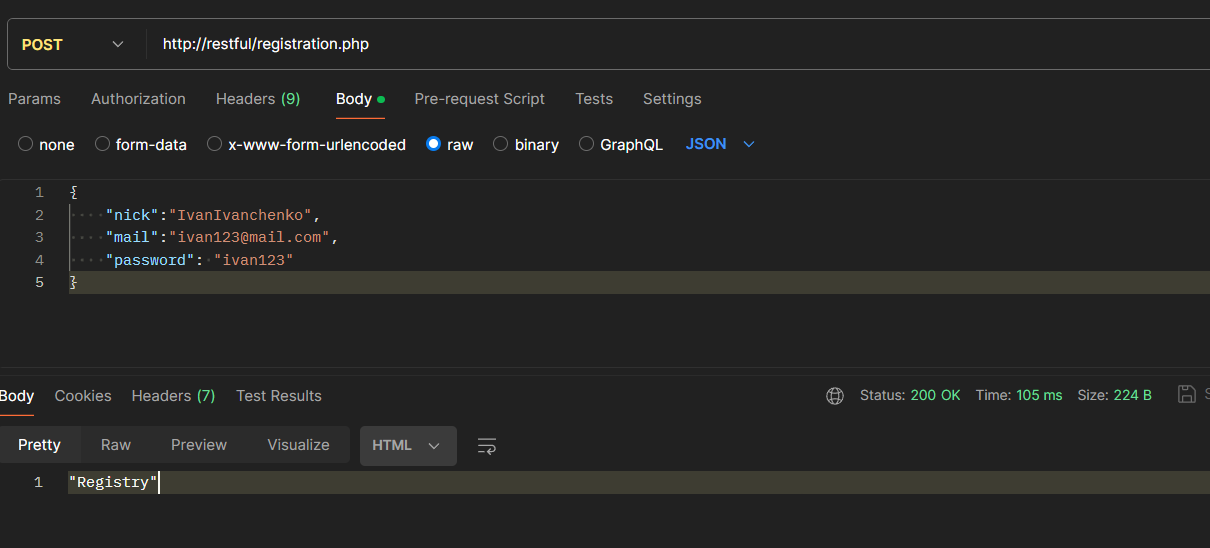 POST http://restful/registration.php
Params Authorization Headers (9) Body Pre-request Script Tests Settings
none form-data x-www-form-urlencoded raw binary GraphQL JSON
1 {
2 "nick":"IvanIvanchenko",
3 "mail":"ivan123@mail.com",
4 "password": "ivan123"
5 }
Body Cookies Headers (7) Test Results Status: 200 OK Time: 105 ms Size: 224 B S
Pretty Raw Preview Visualize HTML
1 "Registry"